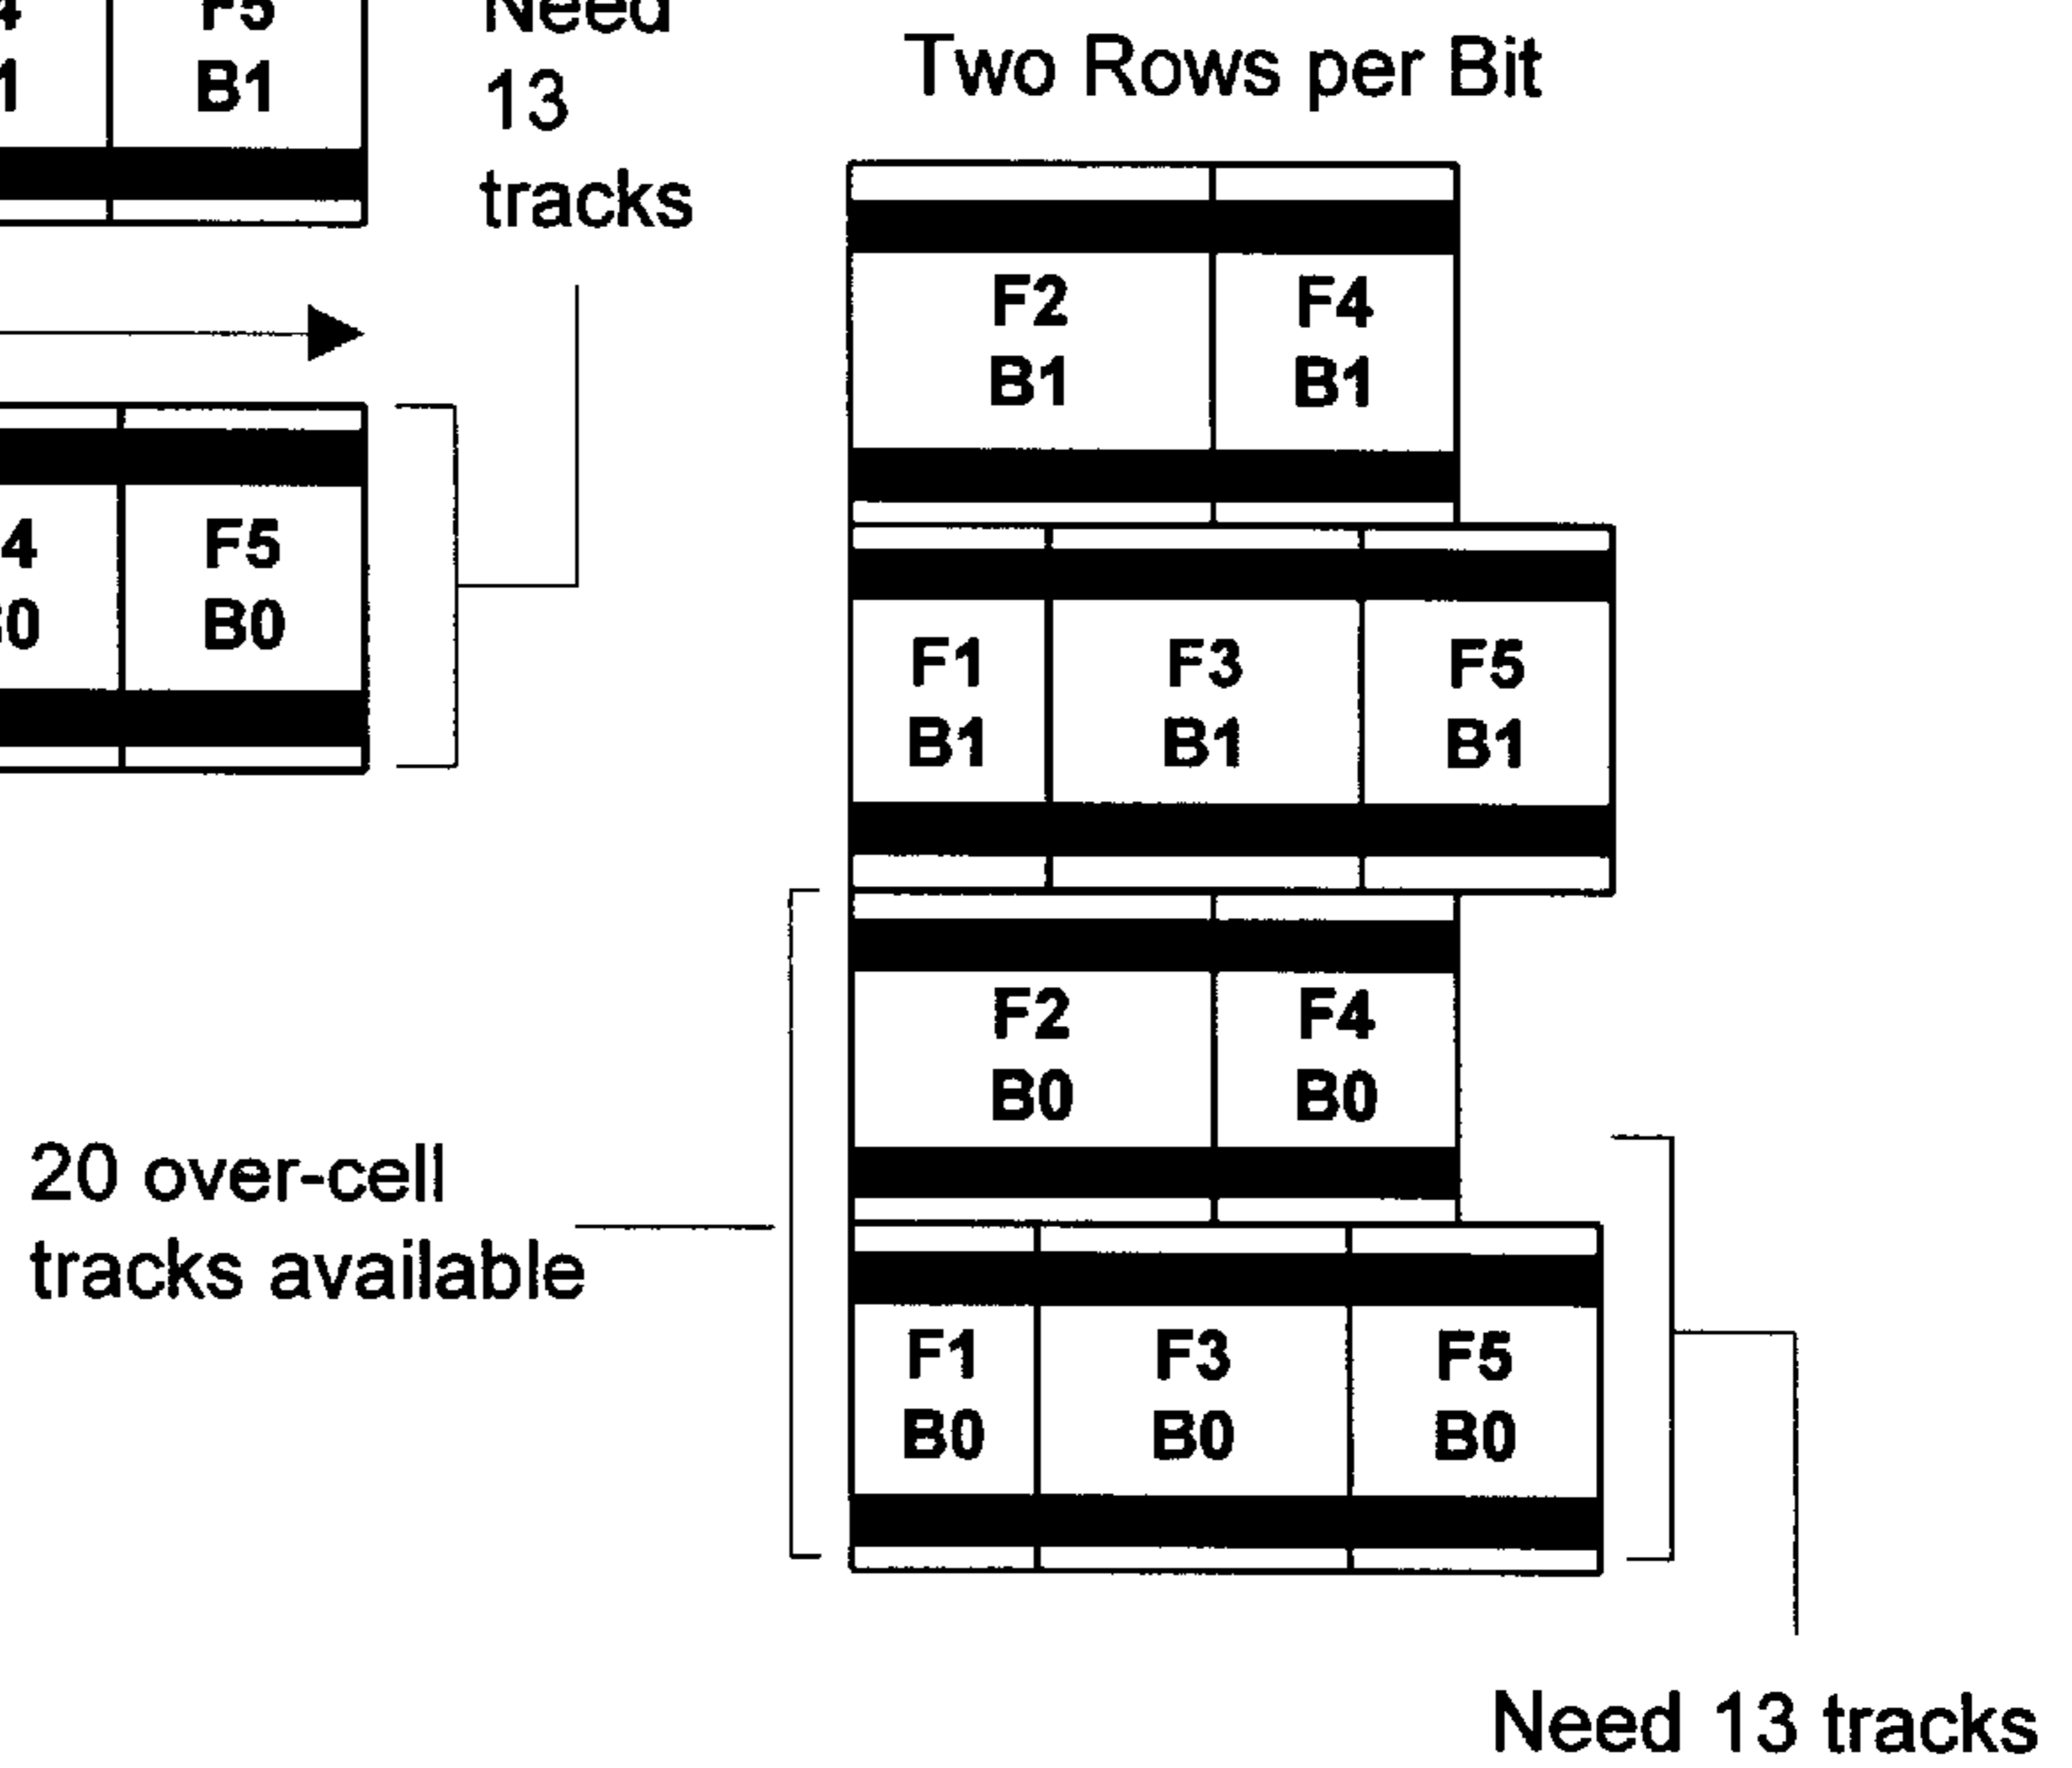 F5
B1
Need
13
tracks
4
F5
B0
Two Rows per Bit
F2 F4
B1 B1
F1 F3 F5
B1 B1 B1
F2 F4
B0 B0
F1 F3 F5
B0 B0 B0
20 over-cell
tracks available
Need 13 tracks